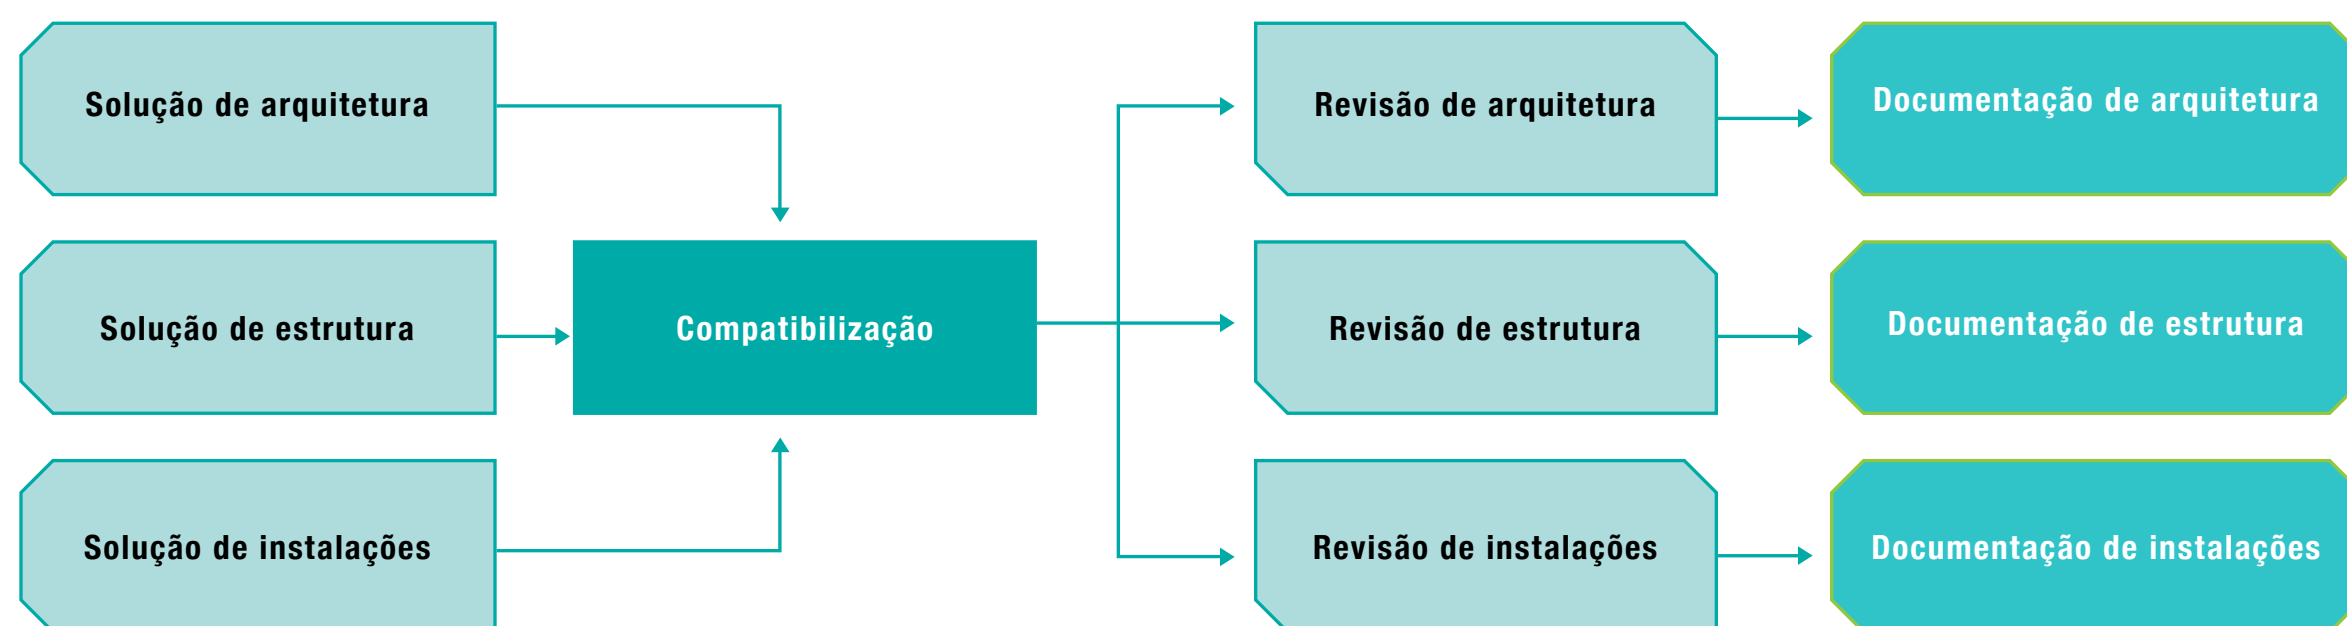 Solução de arquitetura
Revisão de arquitetura
Documentação de arquitetura
Solução de estrutura
Compatibilização
Revisão de estrutura
Documentação de estrutura
Solução de instalações
Revisão de instalações
Documentação de instalações